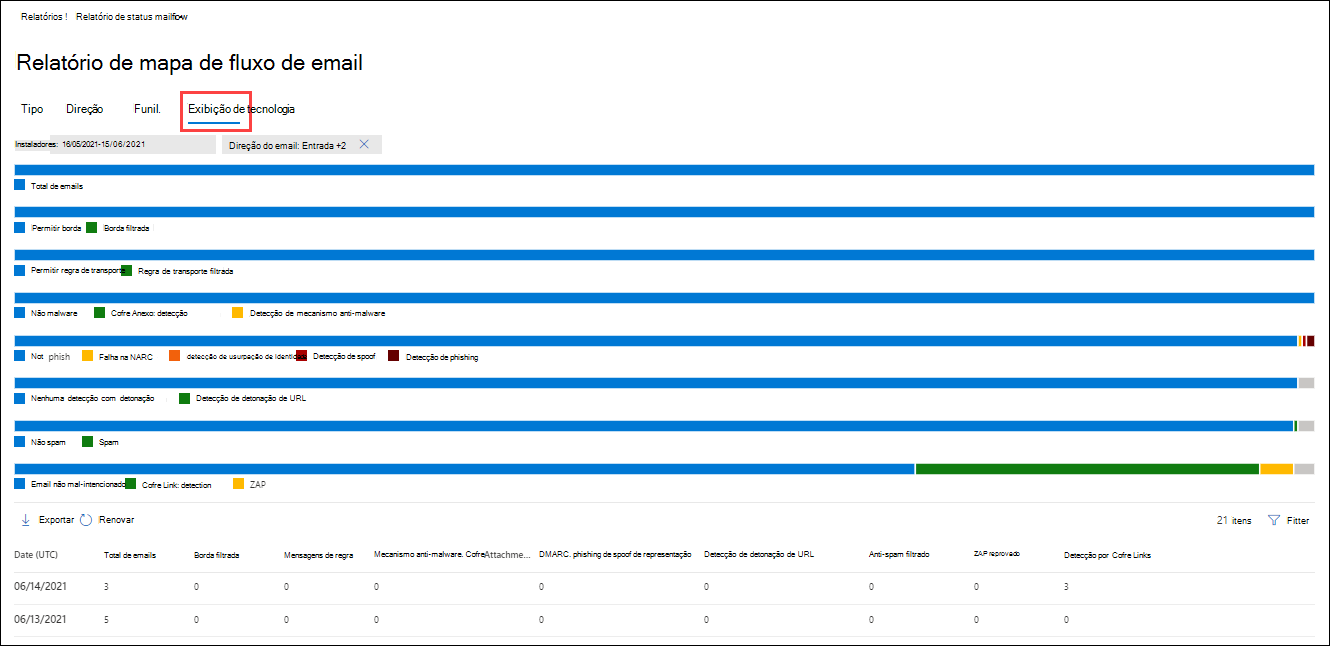 Relatórios! Relatório de status mailflow
Relatório de mapa de fluxo de email
Tipo Direção Funil. Exibição de tecnologia
Instaladores: 16/05/2021-15/06/2021 Direção do email: Entrada +2
Total de emails
Permitir borda Borda filtrada
Permitir regra de transporte Regra de transporte filtrada
Não malware Cofre Anexo: detecção Detecção de mecanismo anti-malware
Not phish Falha na NARC detecção de usurpação de identidade Detecção de spoof Detecção de phishing
Nenhuma detecção com detonação Detecção de detonação de URL
Não spam Spam
Email não mal-intencionado Cofre Link: detection ZAP
Exportar Renovar 21 itens Fitter
Date (UTC) Total de emails Borda filtrada Mensagens de regra Mecanismo anti-malware. Cofre Attachme... DMARC. phishing de spoof de representação Detecção de detonação de URL Anti-spam filtrado ZAP reprovado Detecção por Cofre Links
06/14/2021 3 0 0 0 0 0 0 0 3
06/13/2021 5 0 0 0 0 0 0 0 0